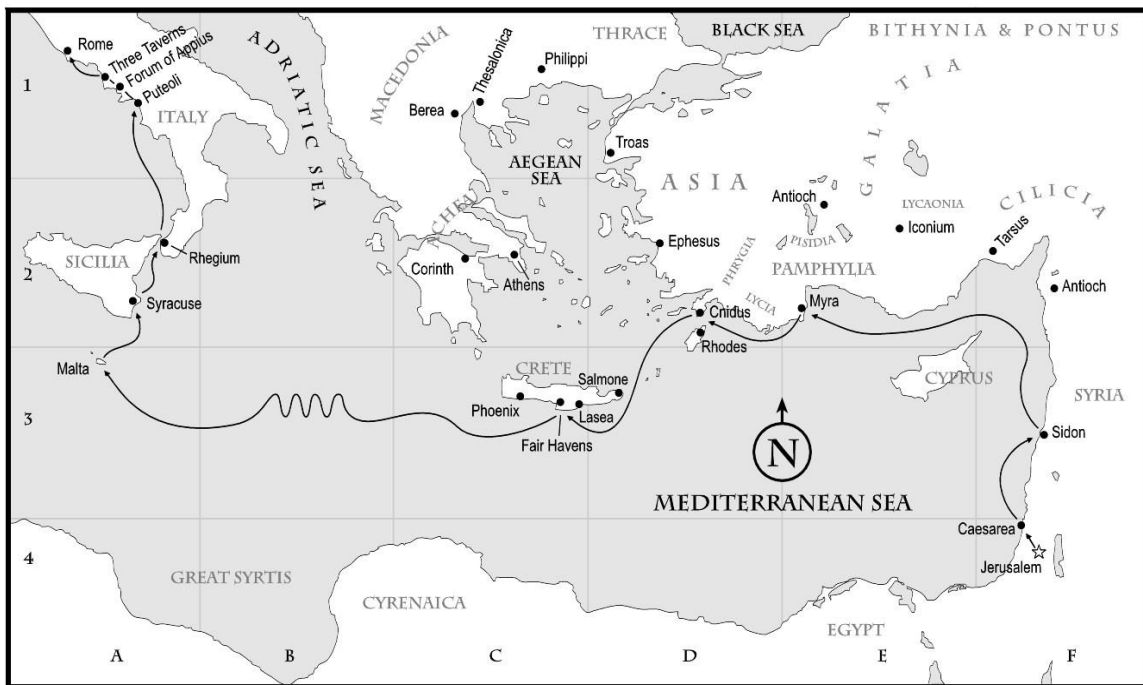 Rome
Three Taverns
Forum of Appius
Puteoli
ITALY
ADRIATIC SEA
MACEDONIA
Thesalonica
Berea
Philippi
THRACE
BLACK SEA
BITHYNIA & PONTUS
1
Troas
AEGEAN
SEA
ASIA
GALATIA
Antioch
LYCAONIA
Iconium
CILICIA
Tarsus
PISIDIA
ACHEA
Ephesus
PHRYGIA
PAMPHYLIA
SICILIA
Rhegium
2
Corinth
Athens
Antioch
LYCIA
Myra
Syracuse
Cnidus
Rhodes
Malta
CRETE
Salmone
Phoenix
Lasea
Fair Havens
CYPRUS
SYRIA
3
Sidon
N
MEDITERRANEAN SEA
Caesarea
Jerusalem
4
GREAT SYRTIS
CYRENAICA
EGYPT
A
B
C
D
E
F